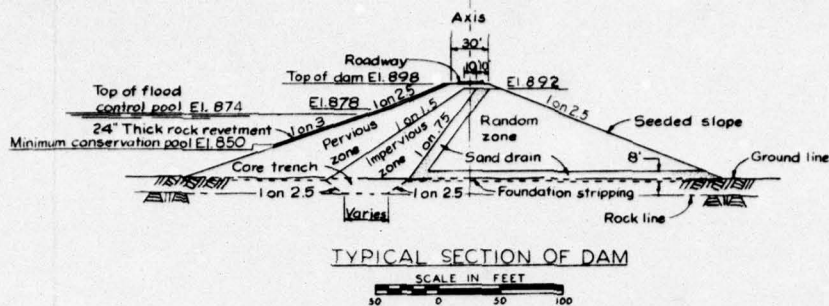 Axis
30'
10' 10'
Roadway
Top of dam El. 898
El. 892
Top of flood
control pool El. 874
El. 878
1 on 2.5
1 on 2.5
24" Thick rock revetment
1 on 3
Minimum conservation pool El. 850
Pervious
zone
1 on 1.5
Impervious
zone
1 on .75
Random
zone
Seeded slope
Sand drain
8'
Core trench
Ground line
1 on 2.5
1 on 2.5
Foundation stripping
Varies
Rock line
TYPICAL SECTION OF DAM
SCALE IN FEET
50 0 50 100